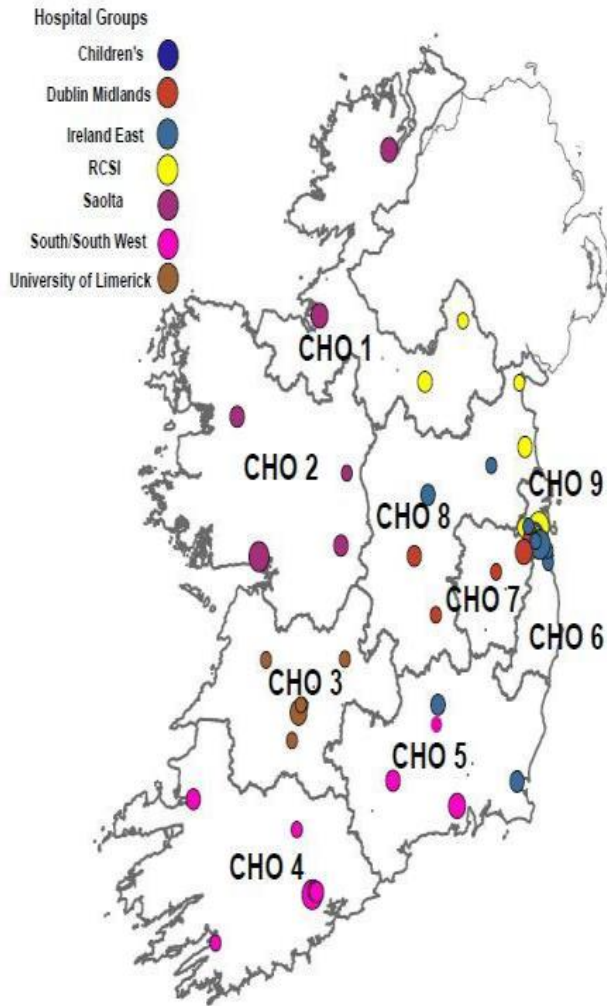 Hospital Groups
Children's
Dublin Midlands
Ireland East
RCSI
Saolta
South/South West
University of Limerick
CHO 1
CHO 2
CHO 9
CHO 8
CHO 7
CHO 6
CHO 3
CHO 5
CHO 4